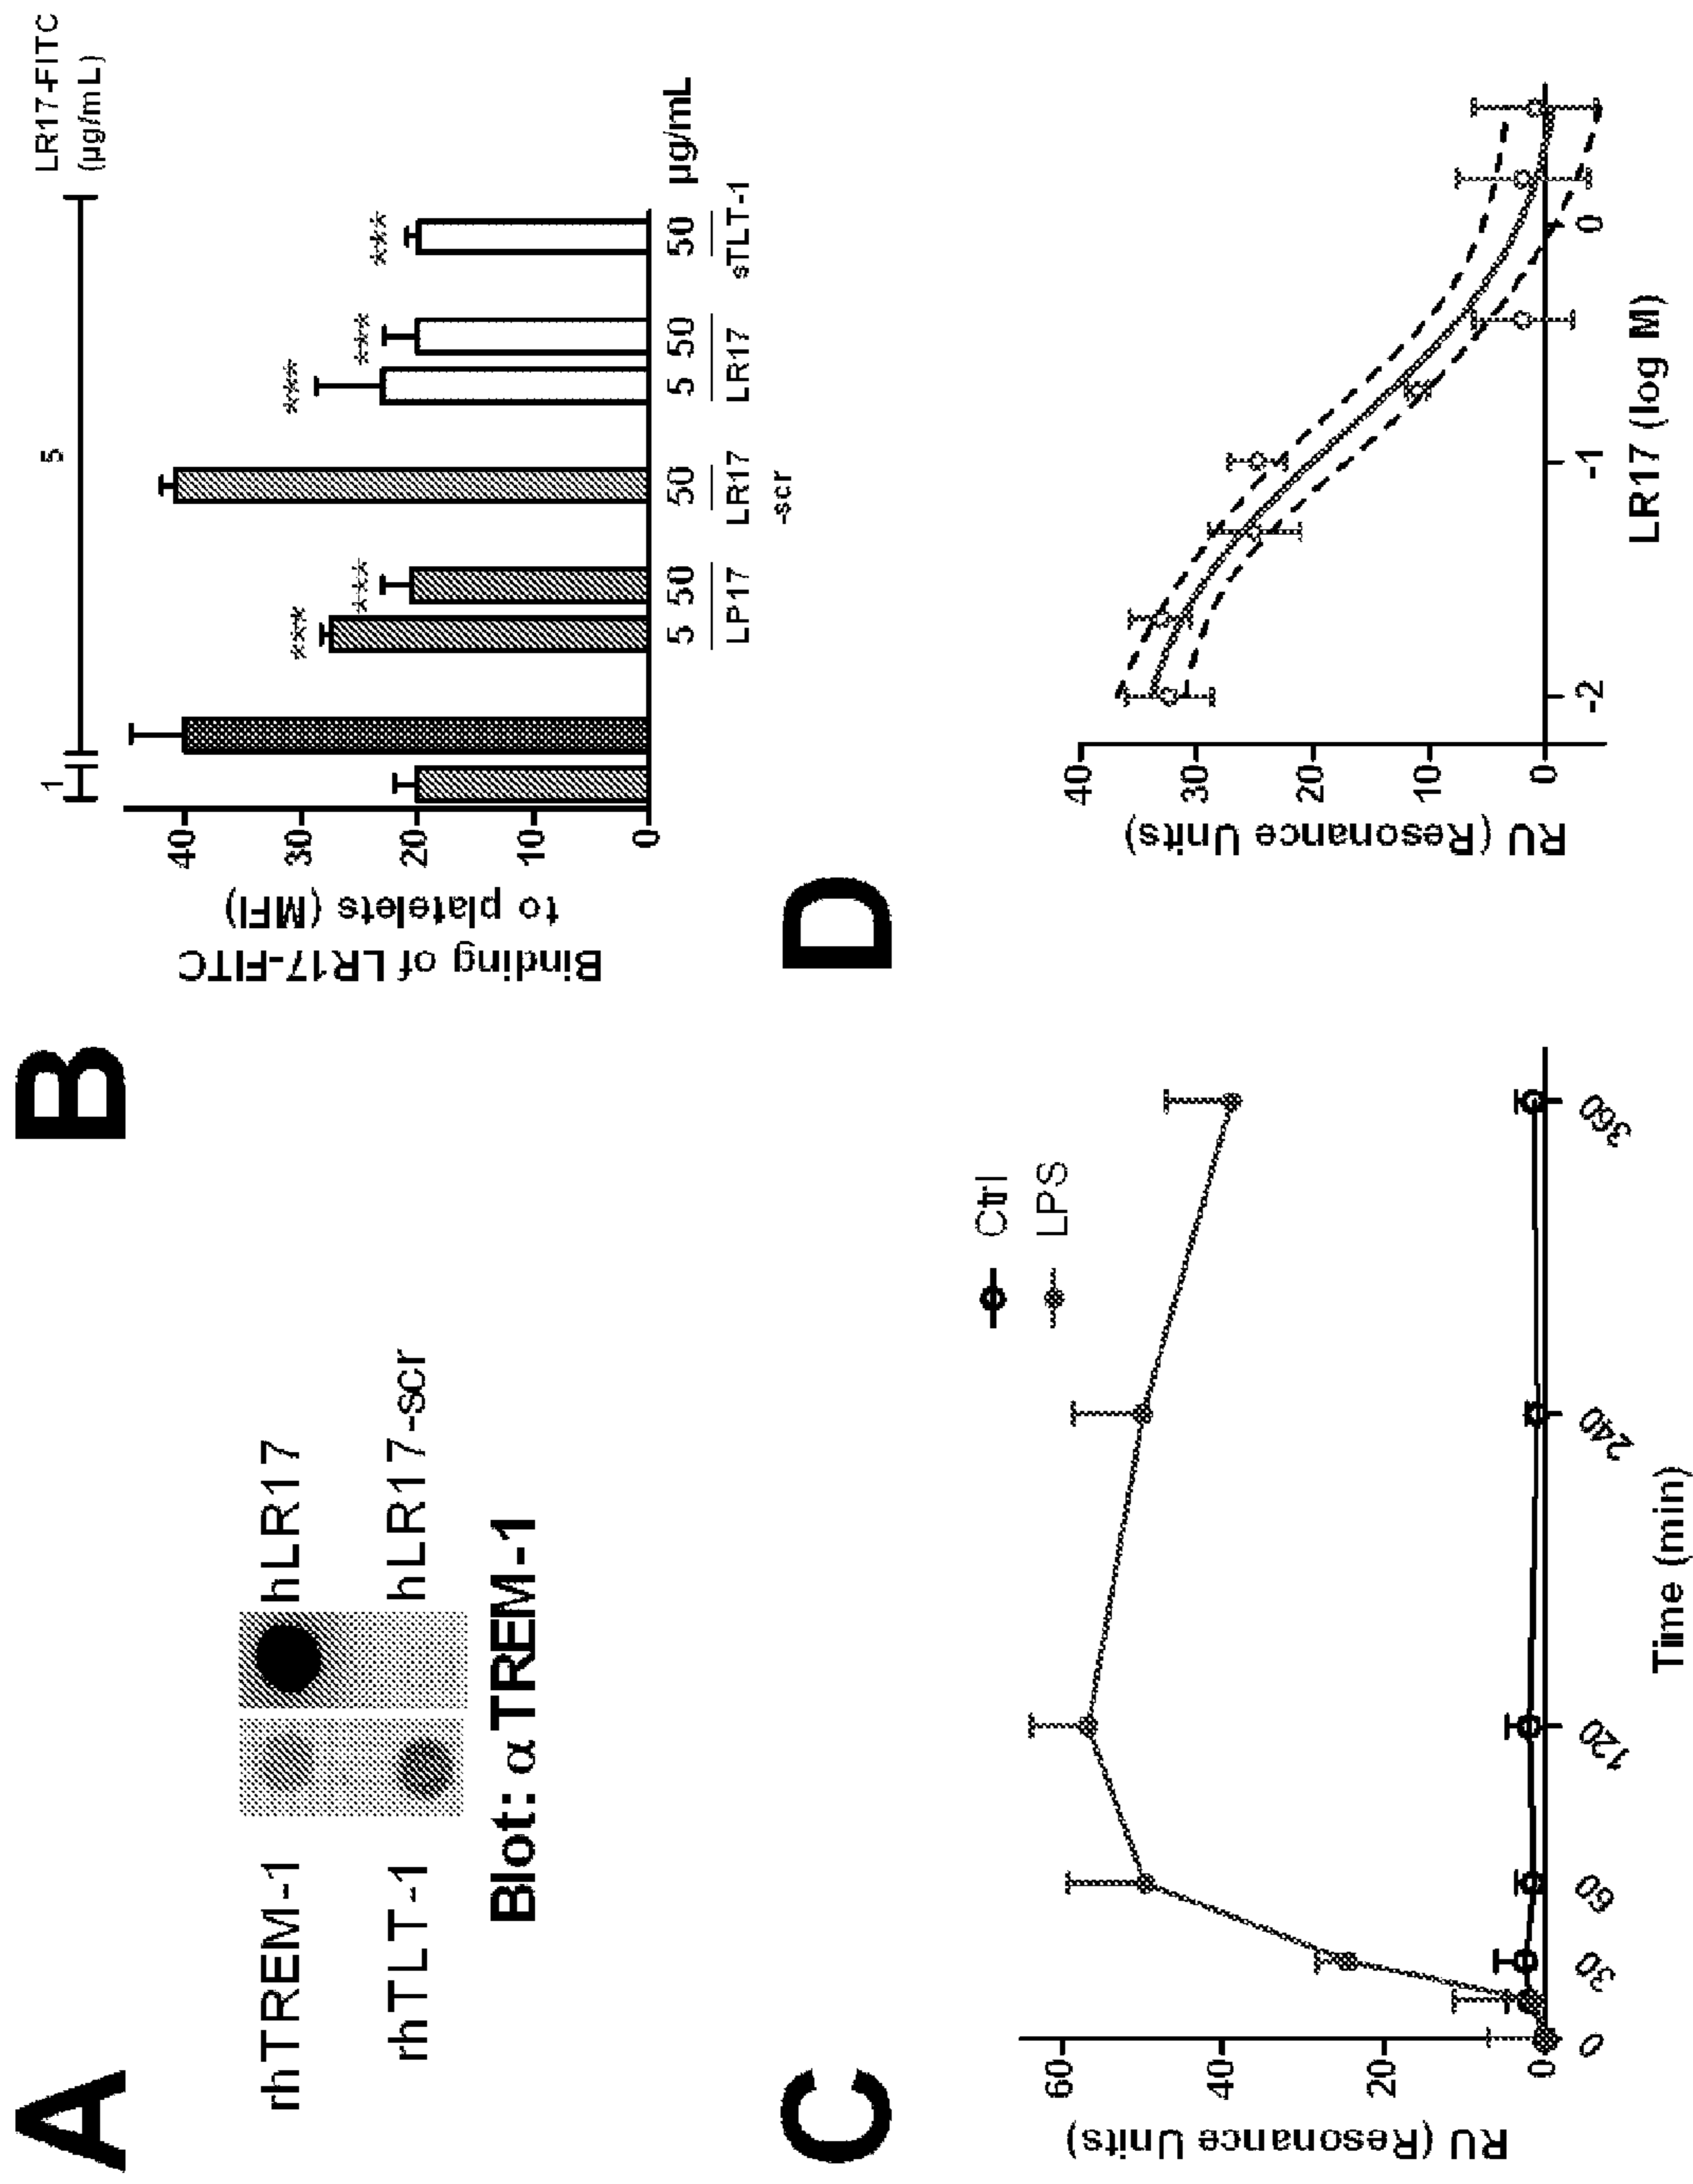 A
rhTREM-1
hLR17
rhTLT-1
hLR17-scr
Blot: α TREM-1
B
Binding of LR17-FITC
to platelets (MFI)
40
30
20
10
0
1
5
LR17-FITC
(µg/mL)
***
***
***
***
***
5 50 50 5 50 50 µg/mL
LP17 LR17 LR17 sTLT-1
-scr
C
RU (Resonance Units)
60
40
20
0
0 30 60 120 240 360
Time (min)
Ctrl
LPS
D
RU (Resonance Units)
40
30
20
10
0
-2 -1 0
LR17 (log M)